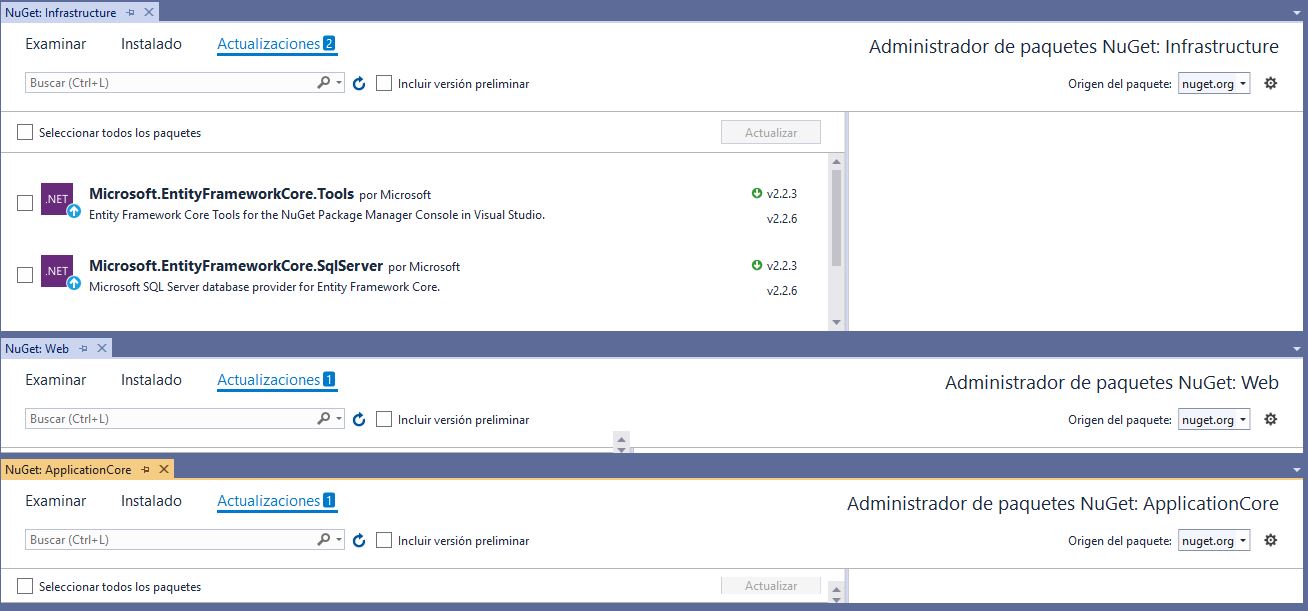 NuGet: Infrastructure
Examinar Instalado Actualizaciones 2
Administrador de paquetes NuGet: Infrastructure
Buscar (Ctrl+L) Incluir versión preliminar Origen del paquete: nuget.org
Seleccionar todos los paquetes Actualizar
.NET Microsoft.EntityFrameworkCore.Tools por Microsoft v2.2.3
Entity Framework Core Tools for the NuGet Package Manager Console in Visual Studio. v2.2.6
.NET Microsoft.EntityFrameworkCore.SqlServer por Microsoft v2.2.3
Microsoft SQL Server database provider for Entity Framework Core. v2.2.6
NuGet: Web
Examinar Instalado Actualizaciones 1
Administrador de paquetes NuGet: Web
Buscar (Ctrl+L) Incluir versión preliminar Origen del paquete: nuget.org
NuGet: ApplicationCore
Examinar Instalado Actualizaciones 1
Administrador de paquetes NuGet: ApplicationCore
Buscar (Ctrl+L) Incluir versión preliminar Origen del paquete: nuget.org
Seleccionar todos los paquetes Actualizar